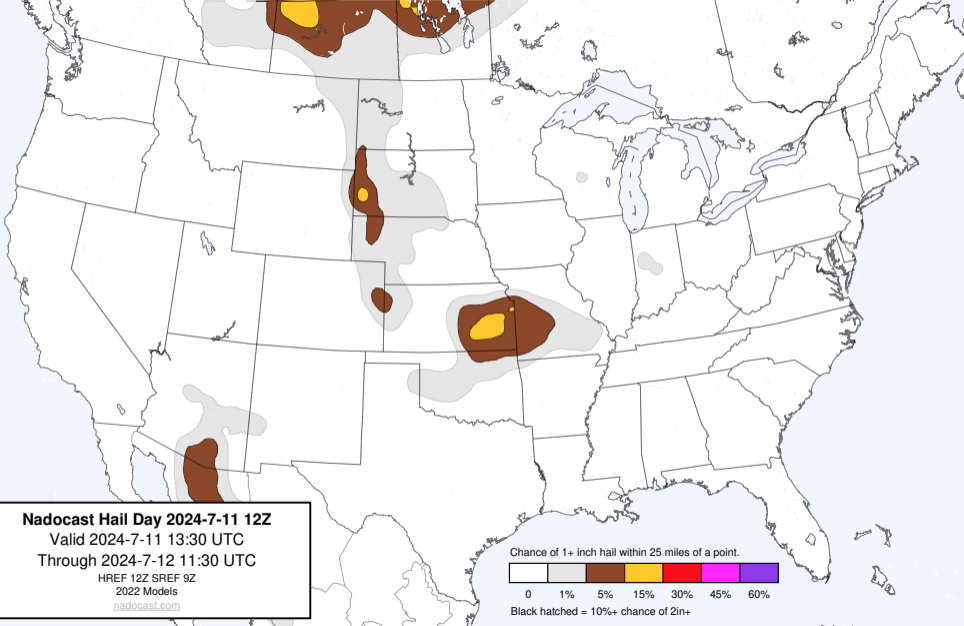 Nadocast Hail Day 2024-7-11 12Z
Valid 2024-7-11 13:30 UTC
Through 2024-7-12 11:30 UTC
HREF 12Z SREF 9Z
2022 Models
nadocast.com
Chance of 1+ inch hail within 25 miles of a point.
0 1% 5% 15% 30% 45% 60%
Black hatched = 10%+ chance of 2in+